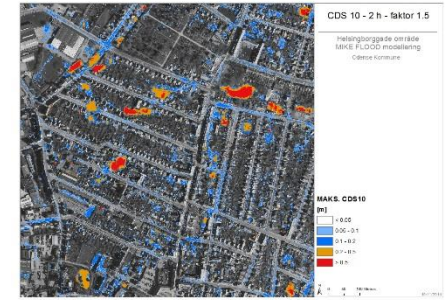 CDS 10 - 2 h - faktor 1.5
Helsingborggade område
MIKE FLOOD modellering
Odense Kommune
MAKS. CDS10
[m]
< 0.05
0.05 - 0.1
0.1 - 0.2
0.2 - 0.5
> 0.5